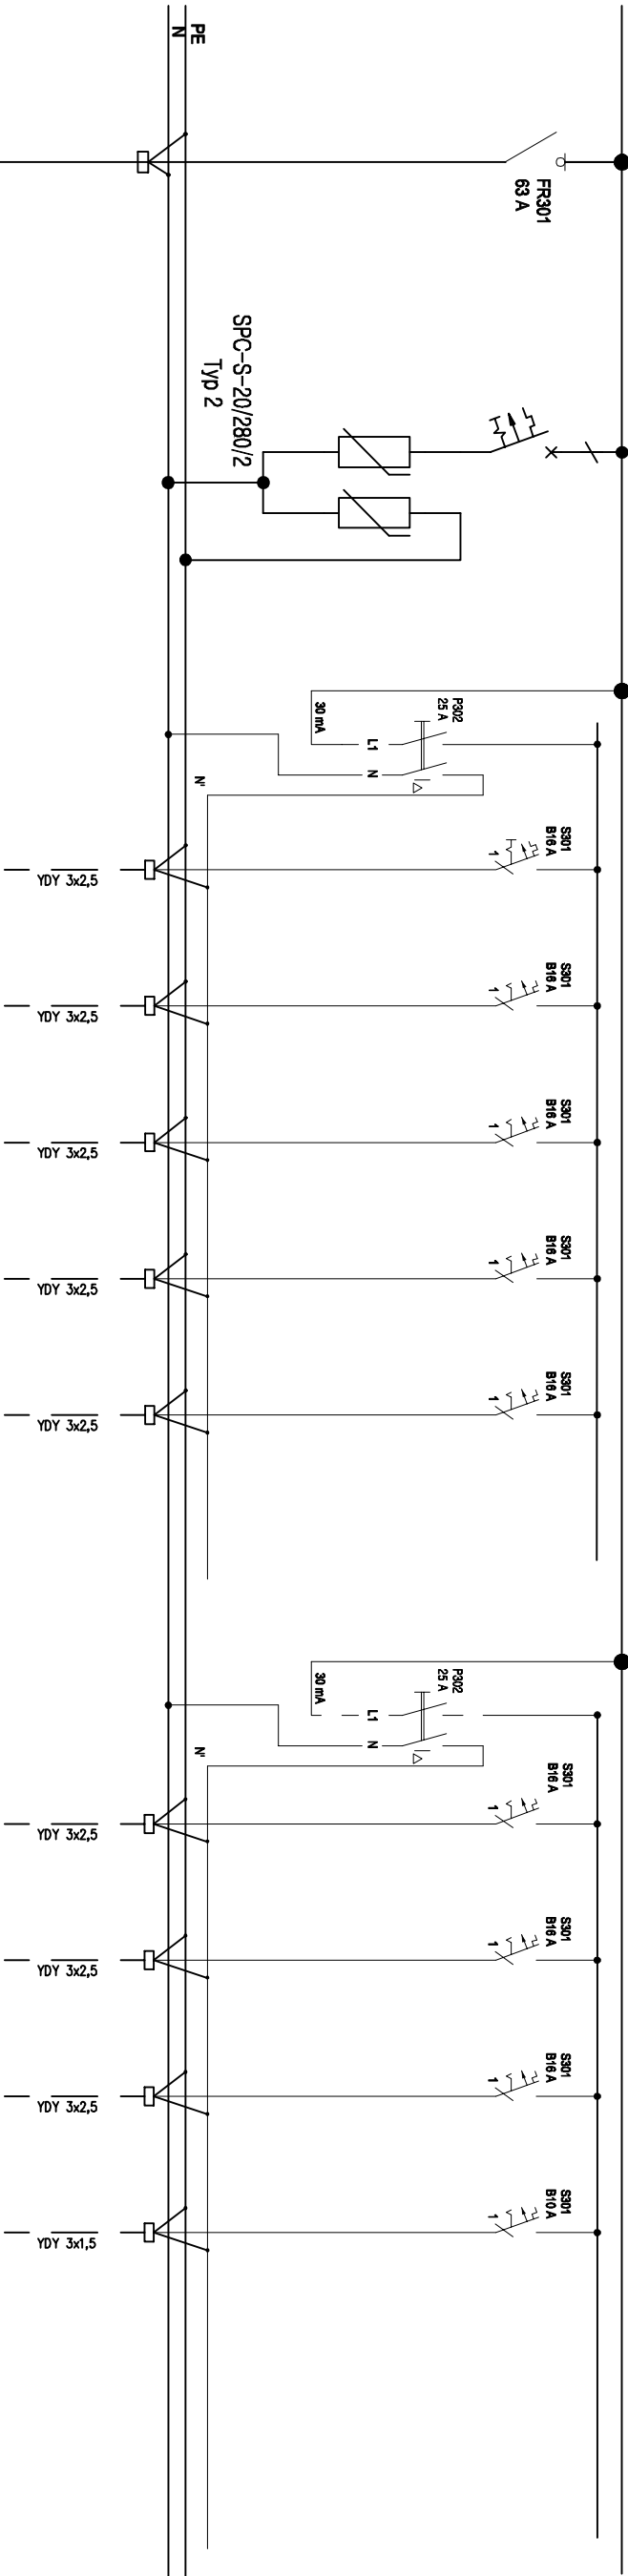 PE
N
FR301
63 A
SPC-S-20/280/2
Typ 2
P302
25 A
30 mA
L1
N
N'
S301
B16 A
1
YDY 3x2,5
S301
B16 A
1
YDY 3x2,5
S301
B16 A
1
YDY 3x2,5
S301
B16 A
1
YDY 3x2,5
S301
B16 A
1
YDY 3x2,5
P302
25 A
30 mA
L1
N
N'
S301
B16 A
1
YDY 3x2,5
S301
B16 A
1
YDY 3x2,5
S301
B16 A
1
YDY 3x2,5
S301
B10 A
1
YDY 3x1,5